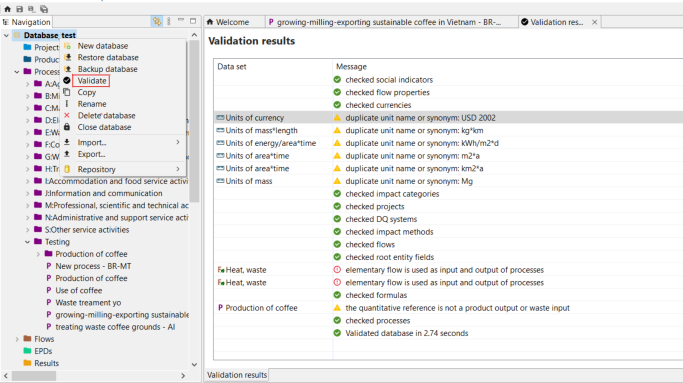 Navigation
Welcome
P growing-milling-exporting sustainable coffee in Vietnam - BR-...
Validation res...
Database_test
Project
Produc
Process
A:Ag
B:Mi
C:Ma
D:El
E:Wa
F:Co
G:W
H:Tr
I:Accommodation and food service activi
J:Information and communication
M:Professional, scientific and technical ac
N:Administrative and support service acti
S:Other service activities
Testing
Production of coffee
P New process - BR-MT
P Production of coffee
P Use of coffee
P Waste treament yo
P growing-milling-exporting sustainable
P treating waste coffee grounds - Al
Flows
EPDs
Results
New database
Restore database
Backup database
Validate
Copy
Rename
Delete database
Close database
Import...
Export...
Repository
Validation results
Data set Message
checked social indicators
checked flow properties
checked currencies
Units of currency duplicate unit name or synonym: USD 2002
Units of mass*length duplicate unit name or synonym: kg*km
Units of energy/area*time duplicate unit name or synonym: kWh/m2*d
Units of area*time duplicate unit name or synonym: m2*a
Units of area*time duplicate unit name or synonym: km2*a
Units of mass duplicate unit name or synonym: Mg
checked impact categories
checked projects
checked DQ systems
checked impact methods
checked flows
checked root entity fields
Fe Heat, waste elementary flow is used as input and output of processes
Fe Heat, waste elementary flow is used as input and output of processes
checked formulas
P Production of coffee the quantitative reference is not a product output or waste input
checked processes
Validated database in 2.74 seconds
Validation results